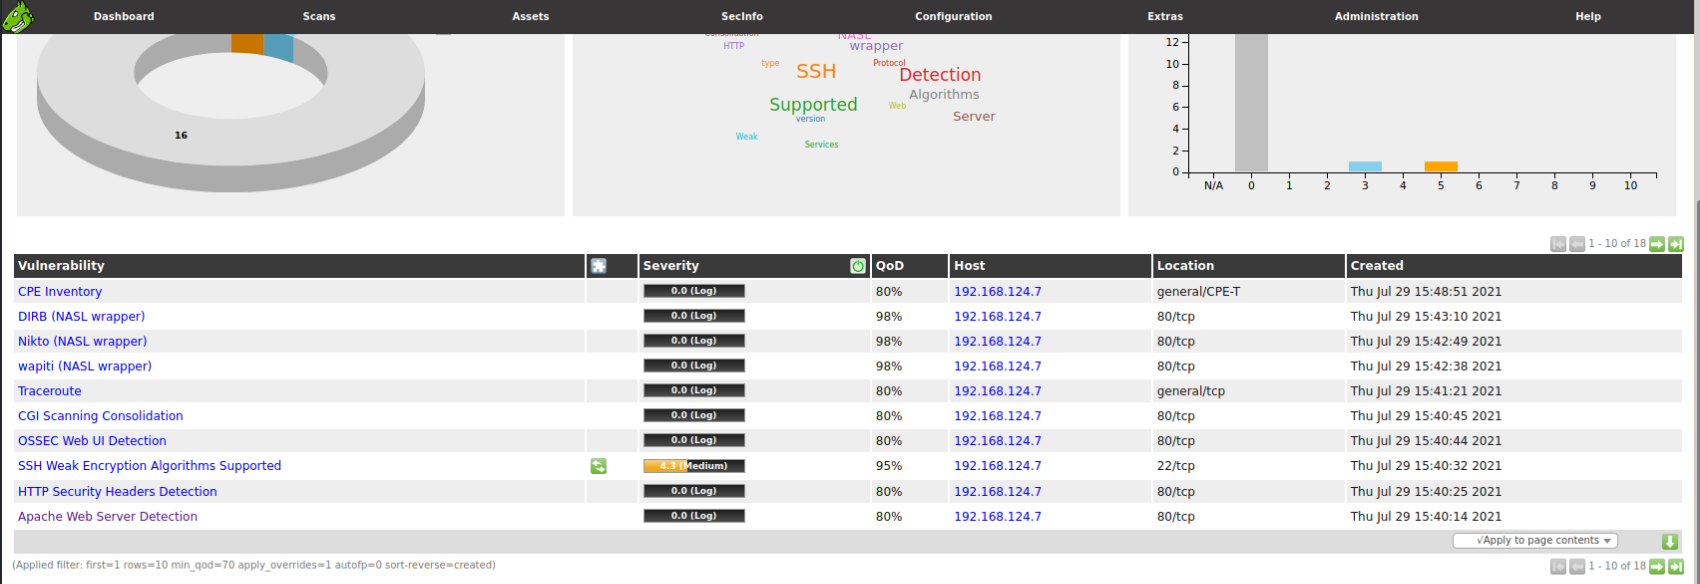 Dashboard Scans Assets SecInfo Configuration Extras Administration Help
16
Consolidation NASL
HTTP wrapper
type SSH Protocol Detection
Algorithms
Supported Web
version Server
Weak
Services
12
10
8
6
4
2
0
N/A 0 1 2 3 4 5 6 7 8 9 10
1 - 10 of 18
Vulnerability Severity QoD Host Location Created
CPE Inventory 0.0 (Log) 80% 192.168.124.7 general/CPE-T Thu Jul 29 15:48:51 2021
DIRB (NASL wrapper) 0.0 (Log) 98% 192.168.124.7 80/tcp Thu Jul 29 15:43:10 2021
Nikto (NASL wrapper) 0.0 (Log) 98% 192.168.124.7 80/tcp Thu Jul 29 15:42:49 2021
wapiti (NASL wrapper) 0.0 (Log) 98% 192.168.124.7 80/tcp Thu Jul 29 15:42:38 2021
Traceroute 0.0 (Log) 80% 192.168.124.7 general/tcp Thu Jul 29 15:41:21 2021
CGI Scanning Consolidation 0.0 (Log) 80% 192.168.124.7 80/tcp Thu Jul 29 15:40:45 2021
OSSEC Web UI Detection 0.0 (Log) 80% 192.168.124.7 80/tcp Thu Jul 29 15:40:44 2021
SSH Weak Encryption Algorithms Supported 4.3 (Medium) 95% 192.168.124.7 22/tcp Thu Jul 29 15:40:32 2021
HTTP Security Headers Detection 0.0 (Log) 80% 192.168.124.7 80/tcp Thu Jul 29 15:40:25 2021
Apache Web Server Detection 0.0 (Log) 80% 192.168.124.7 80/tcp Thu Jul 29 15:40:14 2021
√Apply to page contents
(Applied filter: first=1 rows=10 min_qod=70 apply_overrides=1 autofp=0 sort-reverse=created) 1 - 10 of 18